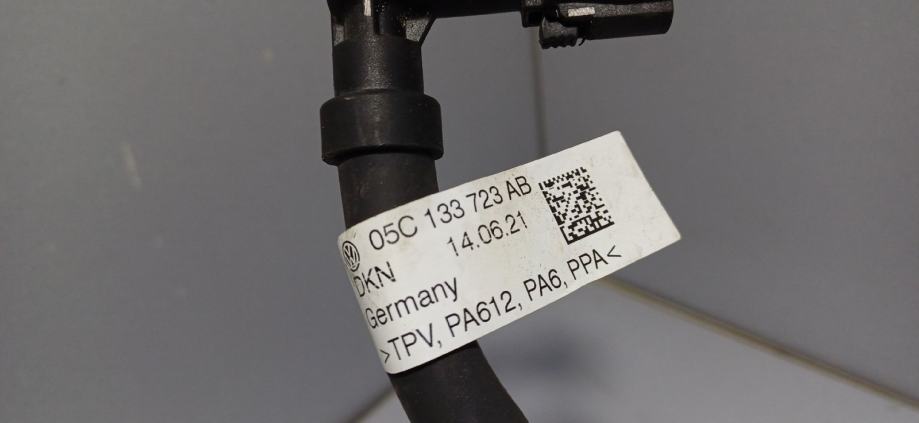 05C 133 723 AB
14.06.21
DKN
Germany
>TPV, PA612, PA6, PPA<